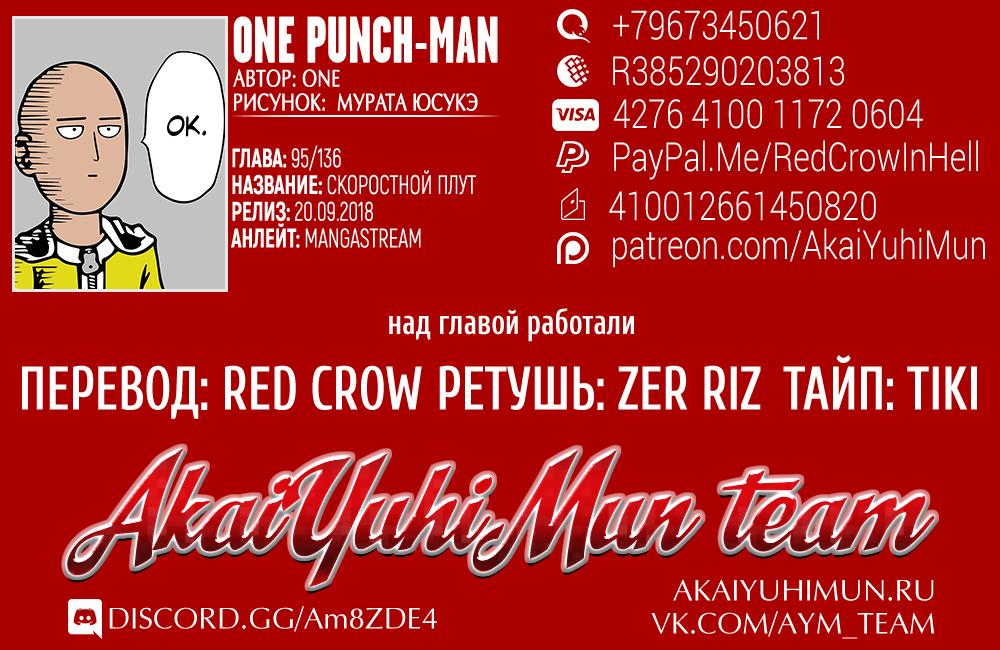 ONE PUNCH-MAN
АВТОР: ONE
РИСУНОК: МУРАТА ЮСУКЭ
OK.
ГЛАВА: 95/136
НАЗВАНИЕ: СКОРОСТНОЙ ПЛУТ
РЕЛИЗ: 20.09.2018
АНЛЕЙТ: MANGASTREAM
+79673450621
R385290203813
VISA 4276 4100 1172 0604
PayPal.Me/RedCrowInHell
410012661450820
patreon.com/AkaiYuhiMun
над главой работали
ПЕРЕВОД: RED CROW РЕТУШЬ: ZER RIZ ТАЙП: TIKI
AkaiYuhiMun team
DISCORD.GG/Am8ZDE4
AKAIYUHIMUN.RU
VK.COM/AYM_TEAM